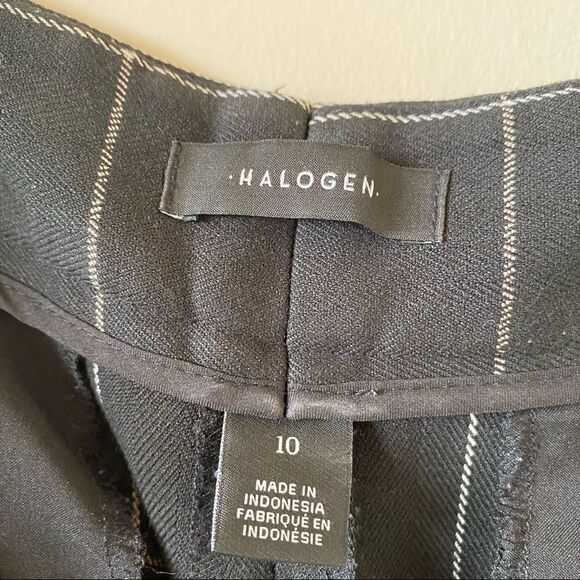 ·HALOGEN.
10
MADE IN
INDONESIA
FABRIQUÉ EN
INDONÉSIE